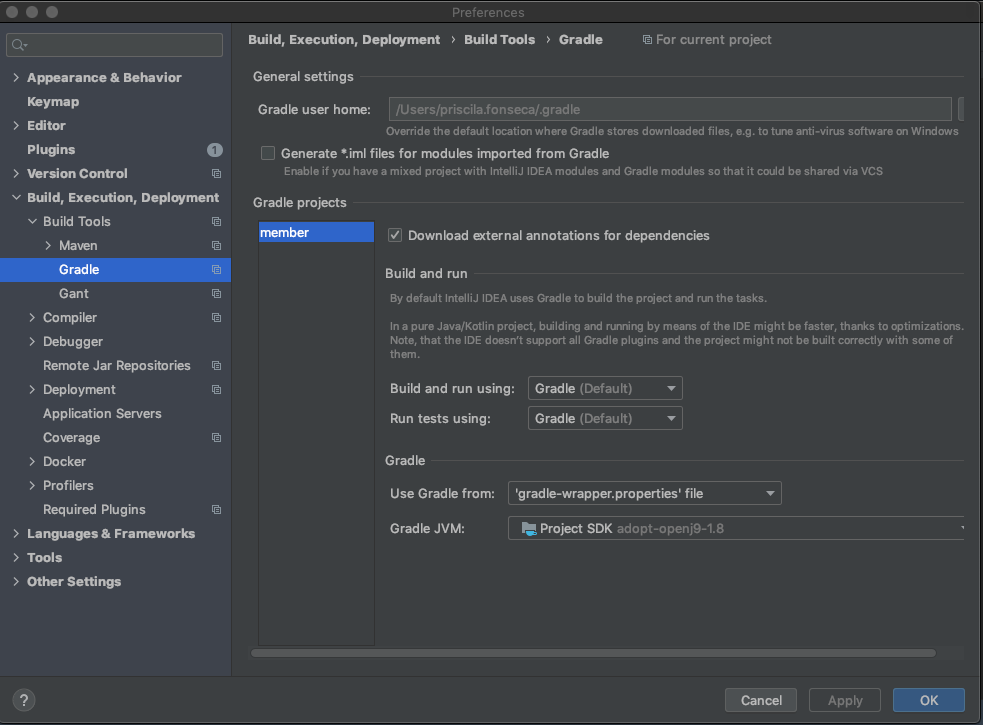 Preferences
Build, Execution, Deployment › Build Tools › Gradle
For current project
Appearance & Behavior
Keymap
Editor
Plugins 1
Version Control
Build, Execution, Deployment
Build Tools
Maven
Gradle
Gant
Compiler
Debugger
Remote Jar Repositories
Deployment
Application Servers
Coverage
Docker
Profilers
Required Plugins
Languages & Frameworks
Tools
Other Settings
General settings
Gradle user home: /Users/priscila.fonseca/.gradle
Override the default location where Gradle stores downloaded files, e.g. to tune anti-virus software on Windows
Generate *.iml files for modules imported from Gradle
Enable if you have a mixed project with IntelliJ IDEA modules and Gradle modules so that it could be shared via VCS
Gradle projects
member
Download external annotations for dependencies
Build and run
By default IntelliJ IDEA uses Gradle to build the project and run the tasks.
In a pure Java/Kotlin project, building and running by means of the IDE might be faster, thanks to optimizations.
Note, that the IDE doesn't support all Gradle plugins and the project might not be built correctly with some of
them.
Build and run using: Gradle (Default)
Run tests using: Gradle (Default)
Gradle
Use Gradle from: 'gradle-wrapper.properties' file
Gradle JVM: Project SDK adopt-openj9-1.8
? Cancel Apply OK